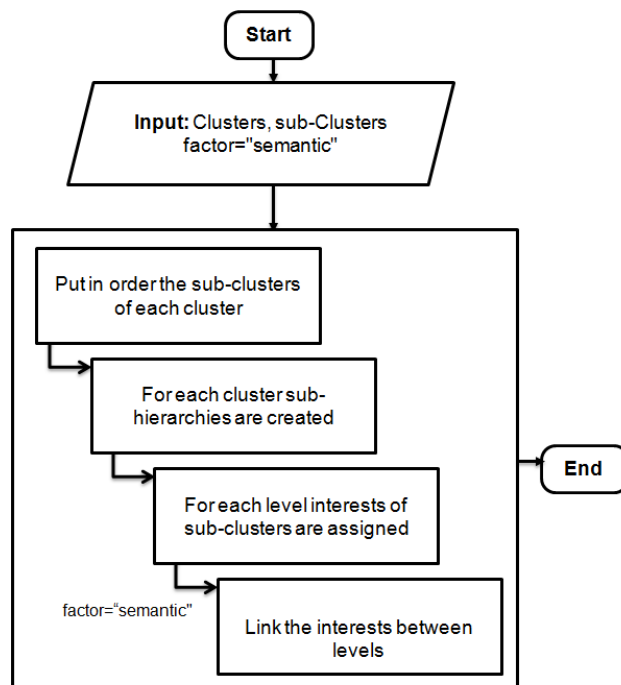 Start
Input: Clusters, sub-Clusters
factor="semantic"
Put in order the sub-clusters
of each cluster
For each cluster sub-
hierarchies are created
End
For each level interests of
sub-clusters are assigned
factor=“semantic"
Link the interests between
levels